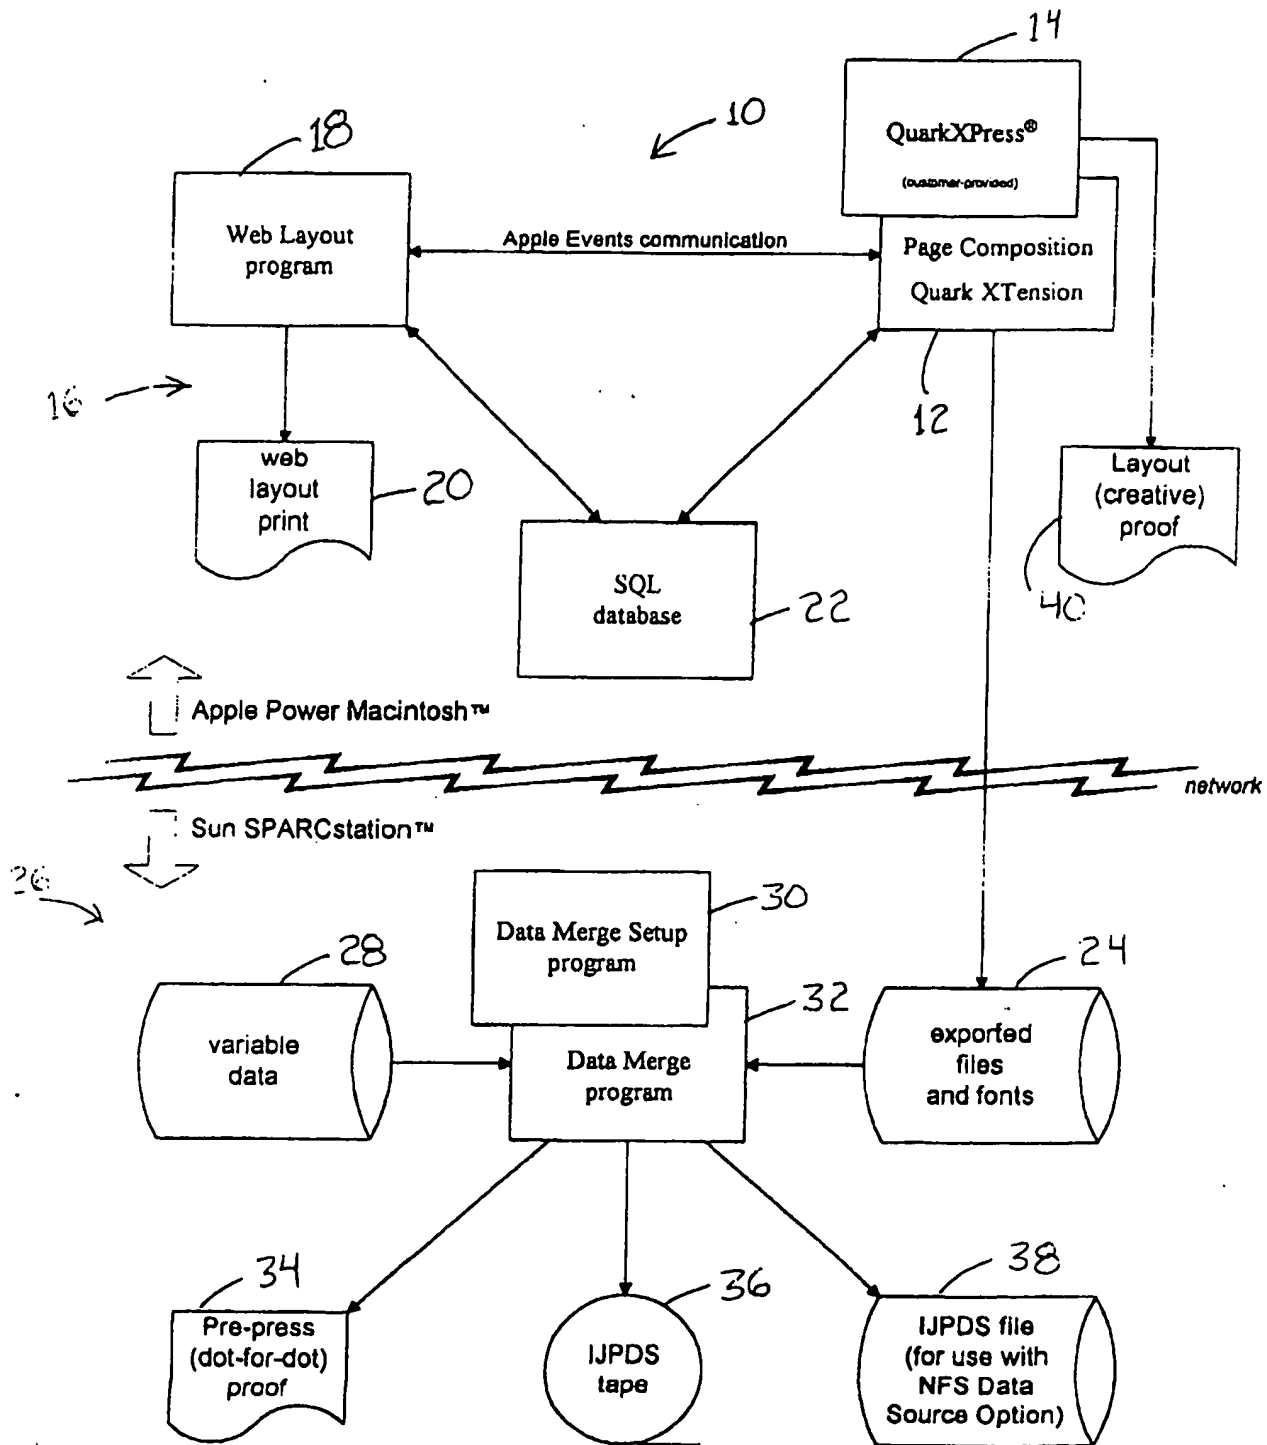 14
10
18
QuarkXPress®
(customer-provided)
Web Layout
program
Apple Events communication
Page Composition
Quark XTension
16
12
web
layout
print
20
Layout
(creative)
proof
40
SQL
database
22
Apple Power Macintosh™
network
Sun SPARCstation™
26
30
Data Merge Setup
program
28
24
32
variable
data
Data Merge
program
exported
files
and fonts
34
36
38
Pre-press
(dot-for-dot)
proof
IJPDS
tape
IJPDS file
(for use with
NFS Data
Source Option)